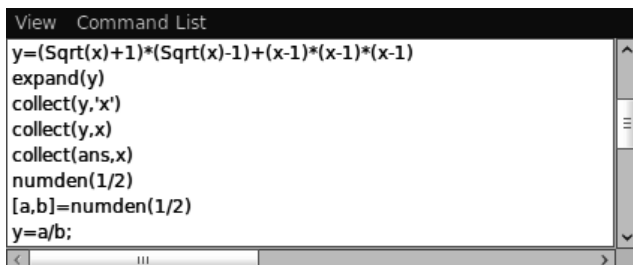 View Command List
y=(Sqrt(x)+1)*(Sqrt(x)-1)+(x-1)*(x-1)*(x-1)
expand(y)
collect(y,'x')
collect(y,x)
collect(ans,x)
numden(1/2)
[a,b]=numden(1/2)
y=a/b;